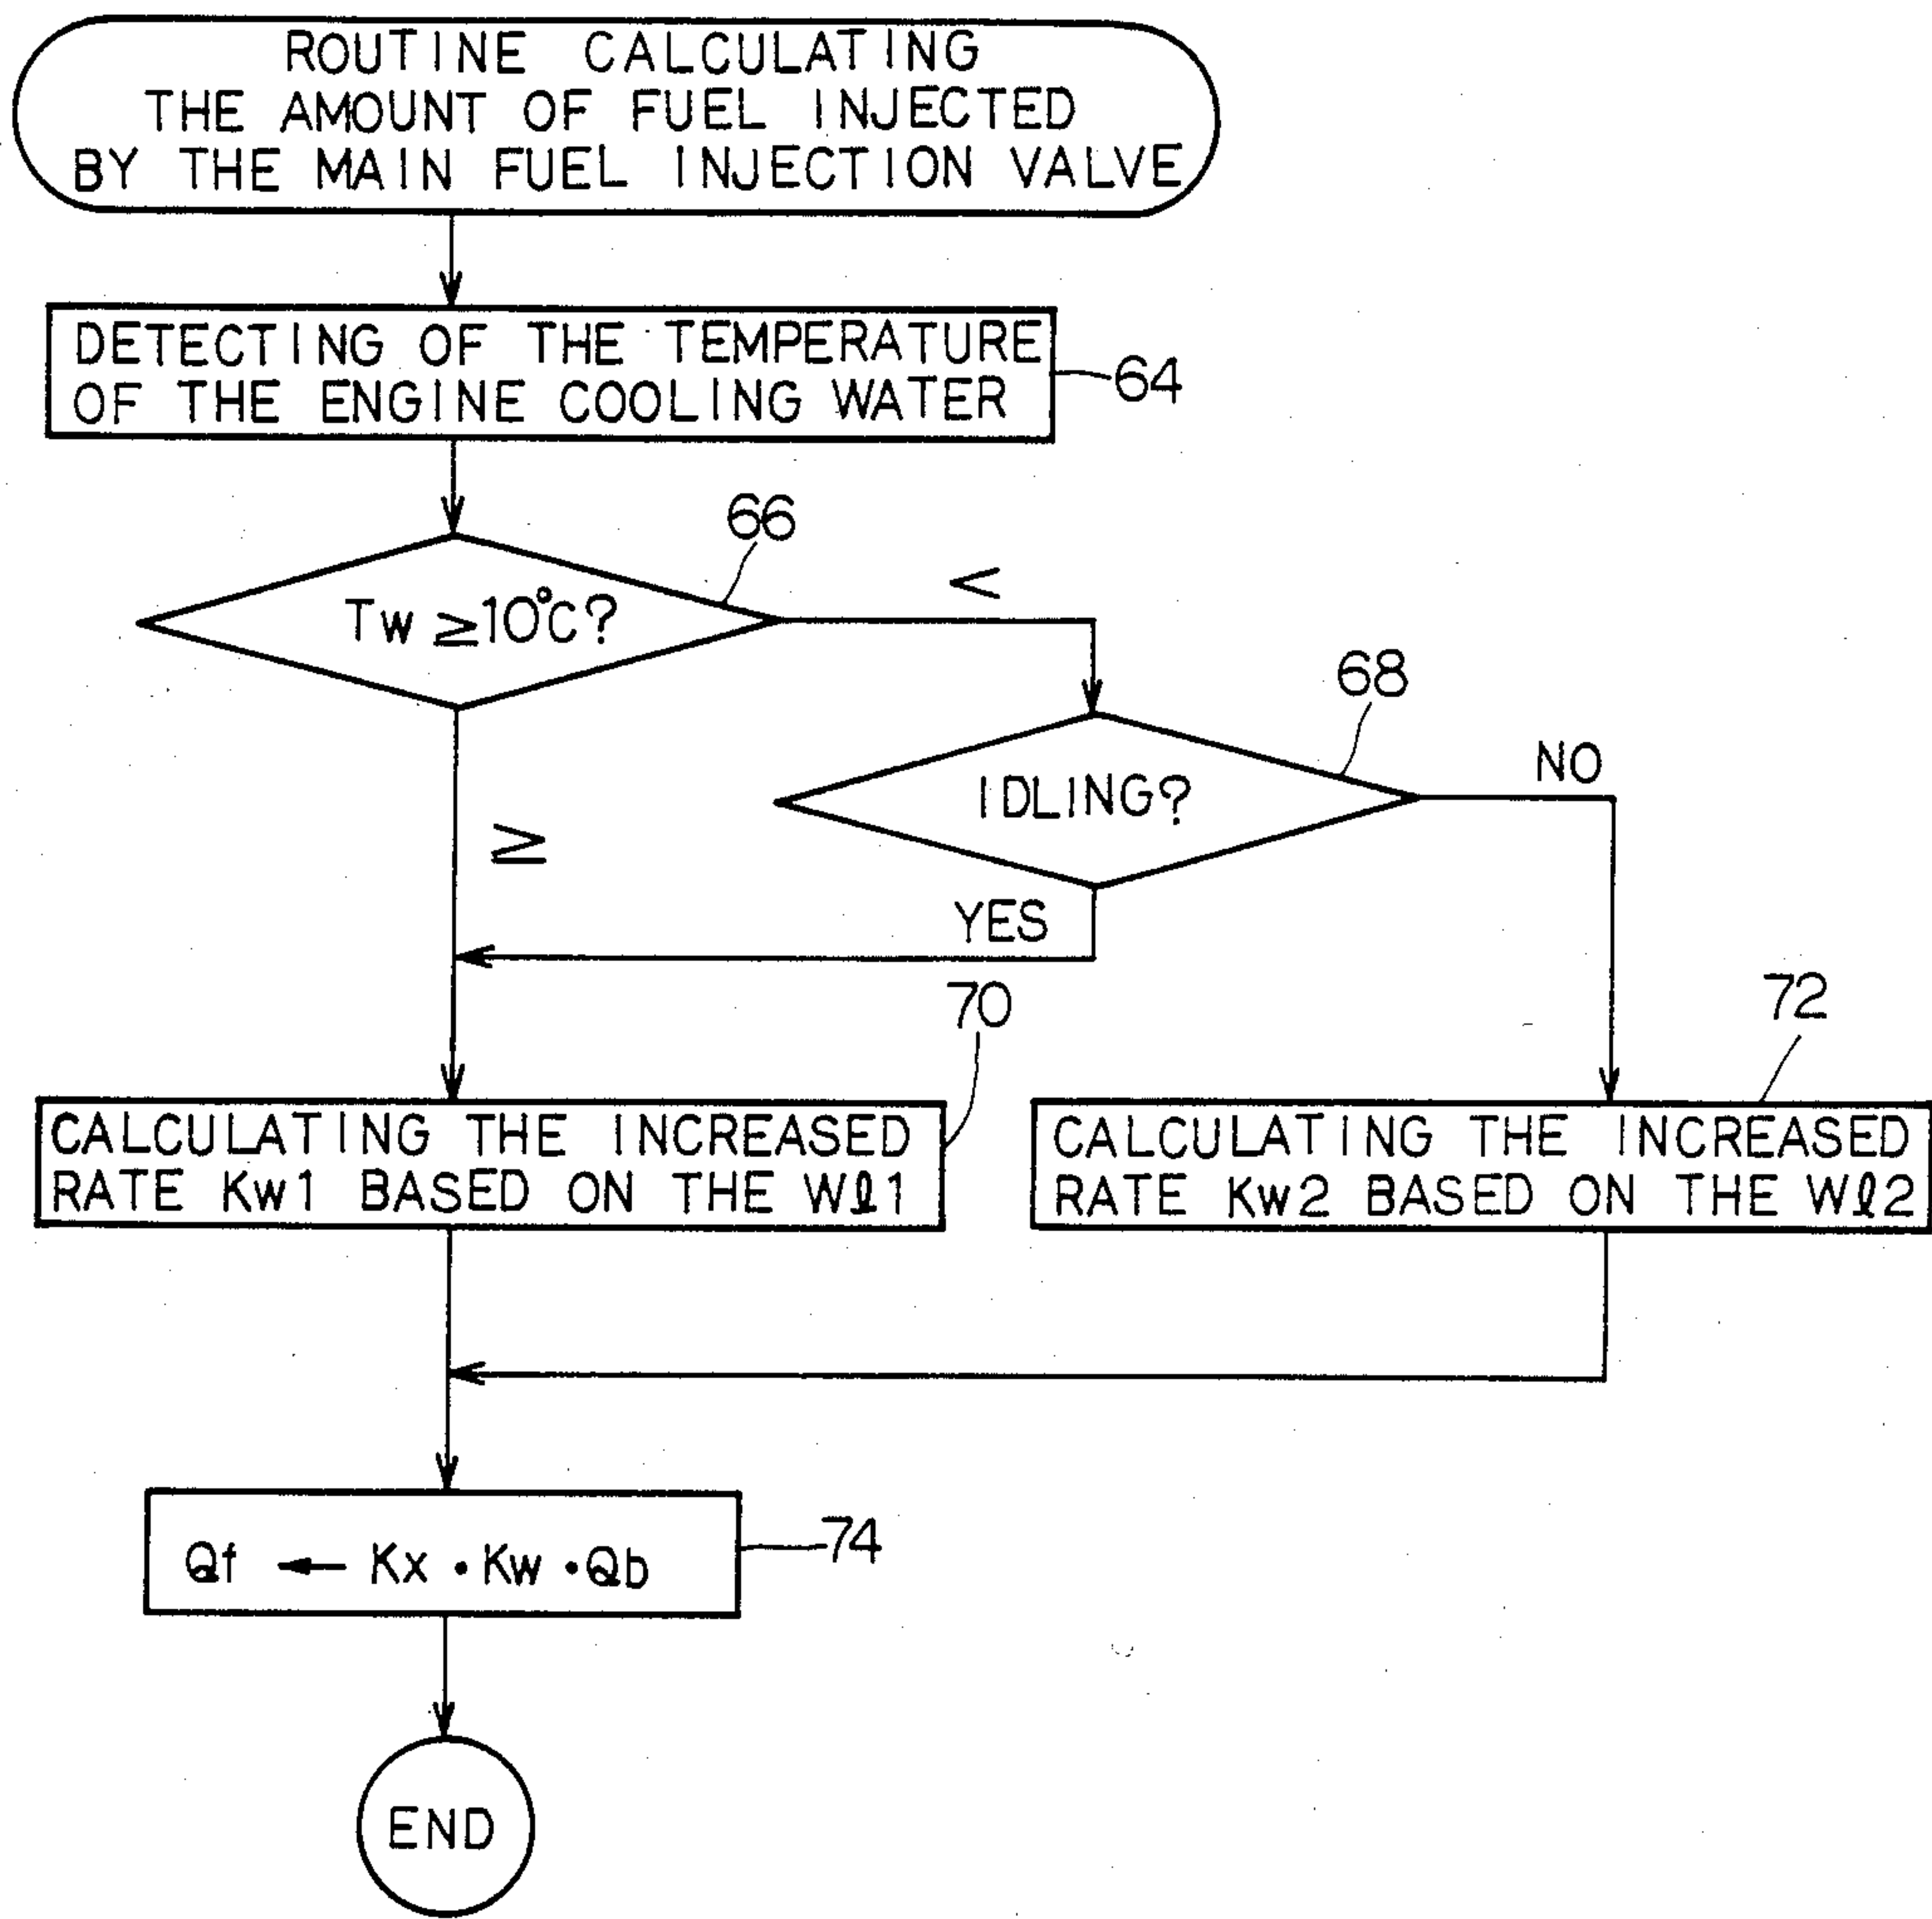 ROUTINE CALCULATING
THE AMOUNT OF FUEL INJECTED
BY THE MAIN FUEL INJECTION VALVE
DETECTING OF THE TEMPERATURE
OF THE ENGINE COOLING WATER
64
66
Tw ≥10°C?
<
68
IDLING?
NO
≥
YES
70
72
CALCULATING THE INCREASED
RATE Kw1 BASED ON THE Wℓ1
CALCULATING THE INCREASED
RATE Kw2 BASED ON THE Wℓ2
Qf ← Kx • Kw • Qb
74
END